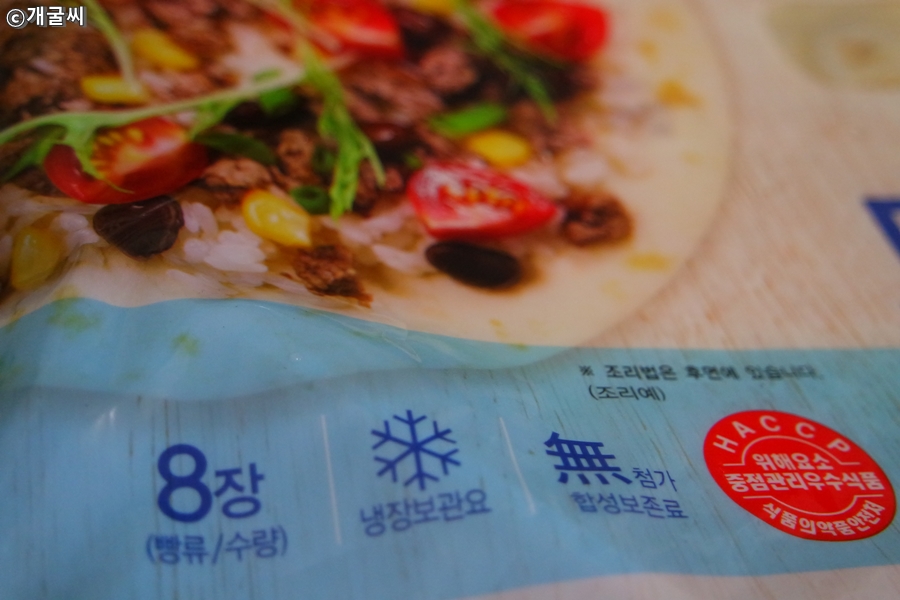 ©개굴씨
※ 조리법은 후면에 있습니다.
(조리예)
8장
(빵류/수량)
냉장보관요
無첨가
합성보존료
HACCP
위해요소
중점관리우수식품
식품의약품안전처